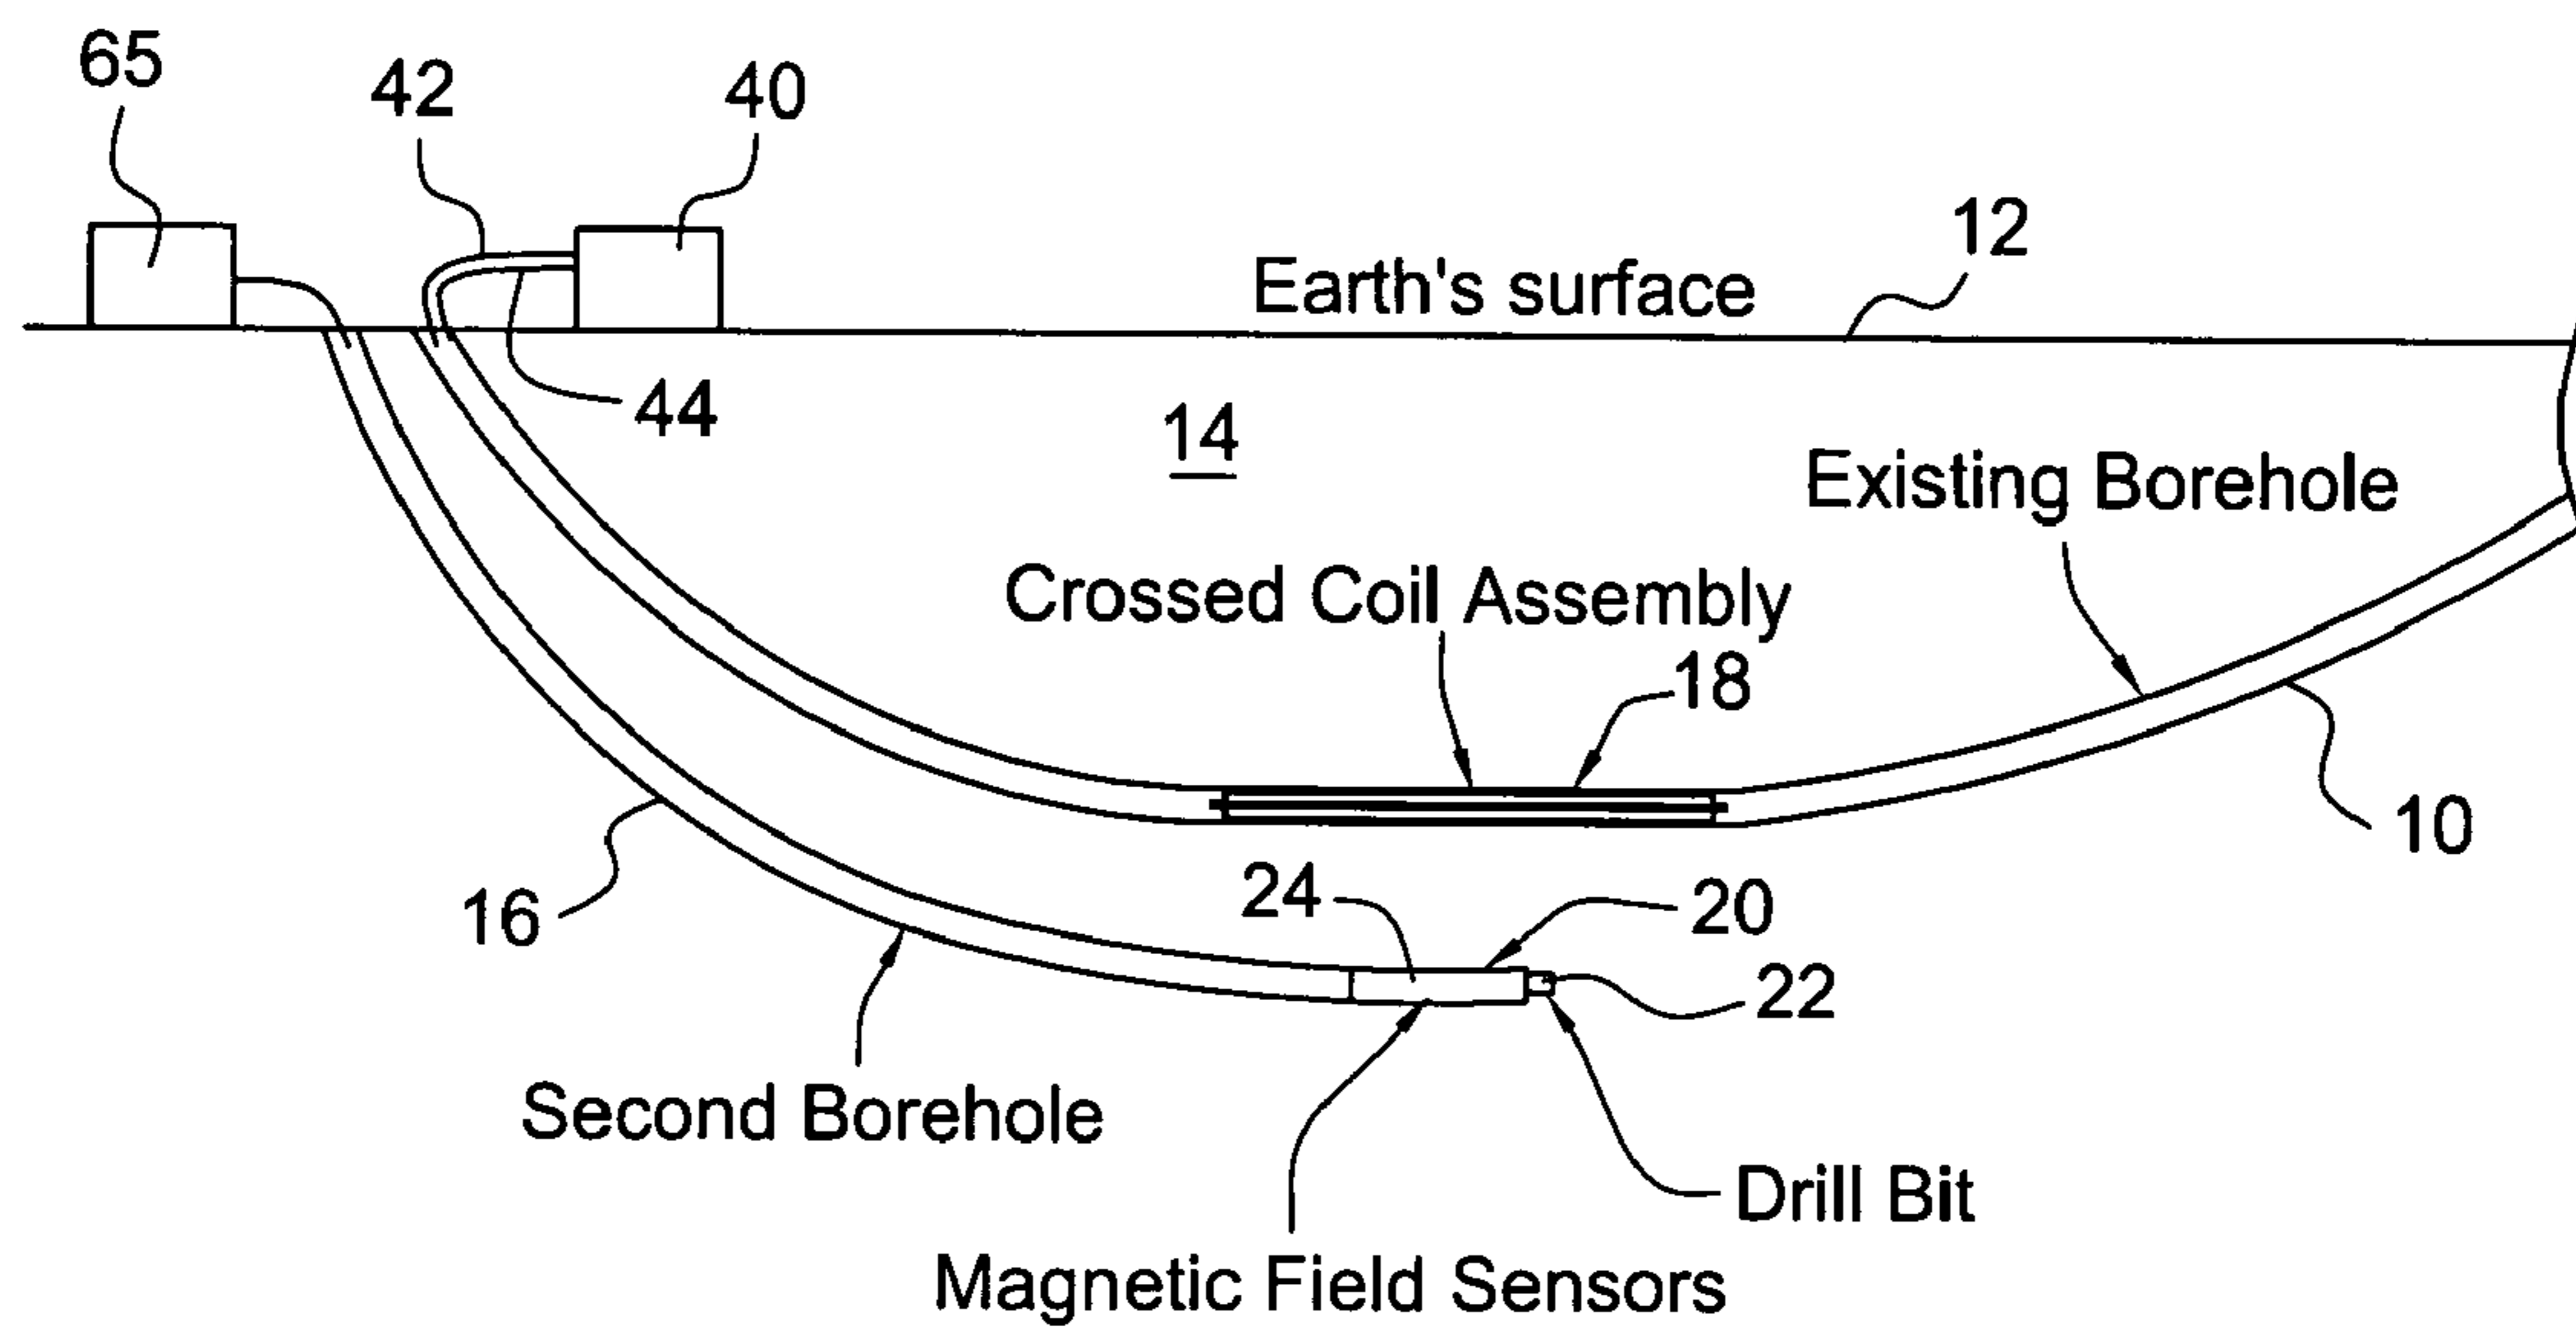 65
42
40
12
Earth's surface
44
14
Existing Borehole
Crossed Coil Assembly
18
10
24
20
16
22
Second Borehole
Drill Bit
Magnetic Field Sensors